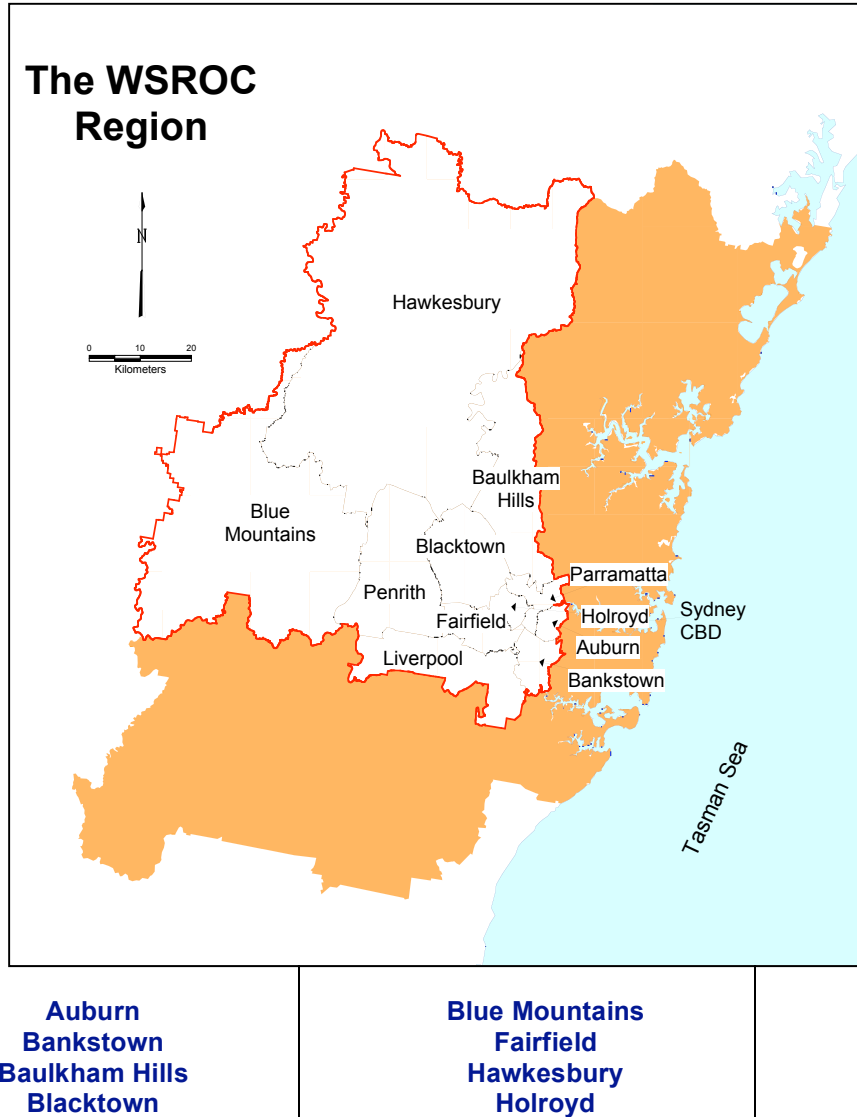 The WSROC
Region
N
0 10 20
Kilometers
Hawkesbury
Baulkham
Hills
Blue
Mountains
Blacktown
Penrith
Parramatta
Fairfield
Holroyd
Sydney
CBD
Auburn
Liverpool
Bankstown
Tasman Sea
Auburn
Bankstown
Baulkham Hills
Blacktown
Blue Mountains
Fairfield
Hawkesbury
Holroyd